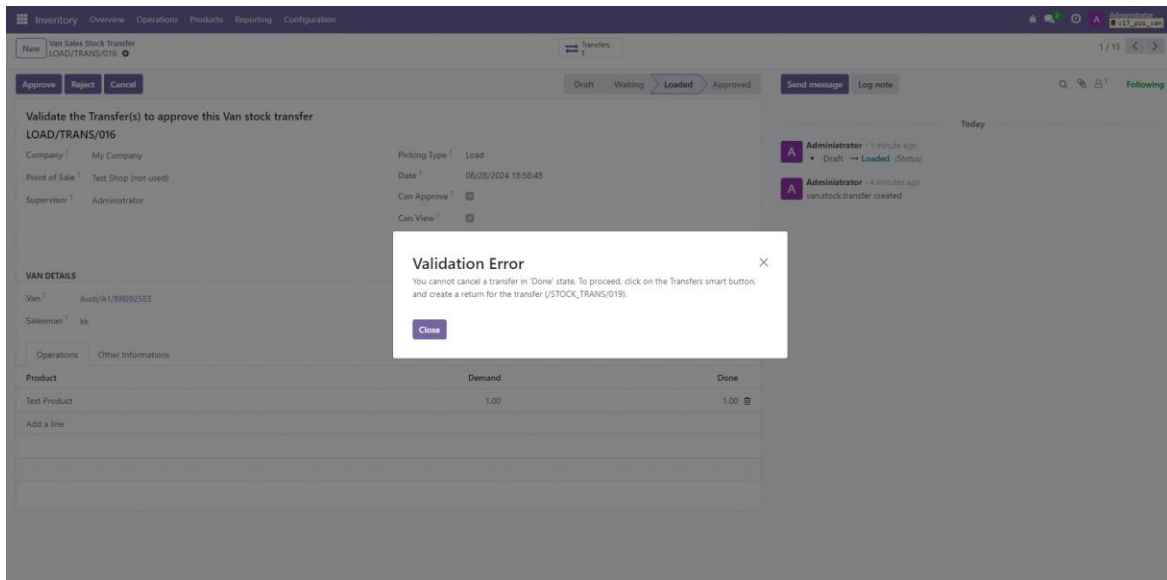 Inventory Overview Operations Products Reporting Configuration
2 A Administrator
v17_pos_van
New Van Sales Stock Transfer
LOAD/TRANS/016
Transfers
1
1 / 15
Approve Reject Cancel
Draft Waiting Loaded Approved
Send message Log note
1 Following
Validate the Transfer(s) to approve this Van stock transfer
LOAD/TRANS/016
Company ? My Company
Point of Sale ? Test Shop (not used)
Supervisor ? Administrator
Picking Type ? Load
Date ? 08/28/2024 18:58:48
Can Approve ?
Can View ?
Today
A Administrator - 1 minute ago
• Draft → Loaded (Status)
A Administrator - 4 minutes ago
van.stock.transfer created
Validation Error
You cannot cancel a transfer in 'Done' state. To proceed, click on the Transfers smart button,
and create a return for the transfer (/STOCK_TRANS/019).
Close
VAN DETAILS
Van ? Audi/A1/BR092583
Salesman ? kk
Operations Other Informations
Product Demand Done
Test Product 1.00 1.00
Add a line